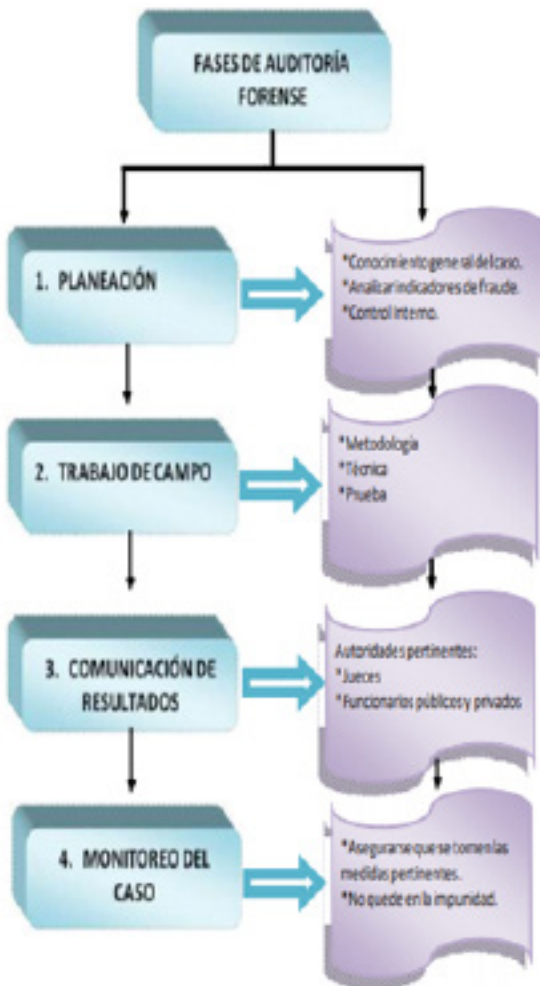 FASES DE AUDITORÍA
FORENSE
1. PLANEACIÓN
*Conocimiento general del caso.
*Analizar indicadores de fraude.
*Control interno.
2. TRABAJO DE CAMPO
*Metodología
*Técnica
*Prueba
3. COMUNICACIÓN DE
RESULTADOS
Autoridades pertinentes:
*Jueces
*Funcionarios públicos y privados
4. MONITOREO DEL
CASO
*Asegurarse que se tomen las
medidas pertinentes.
*No quede en la impunidad.